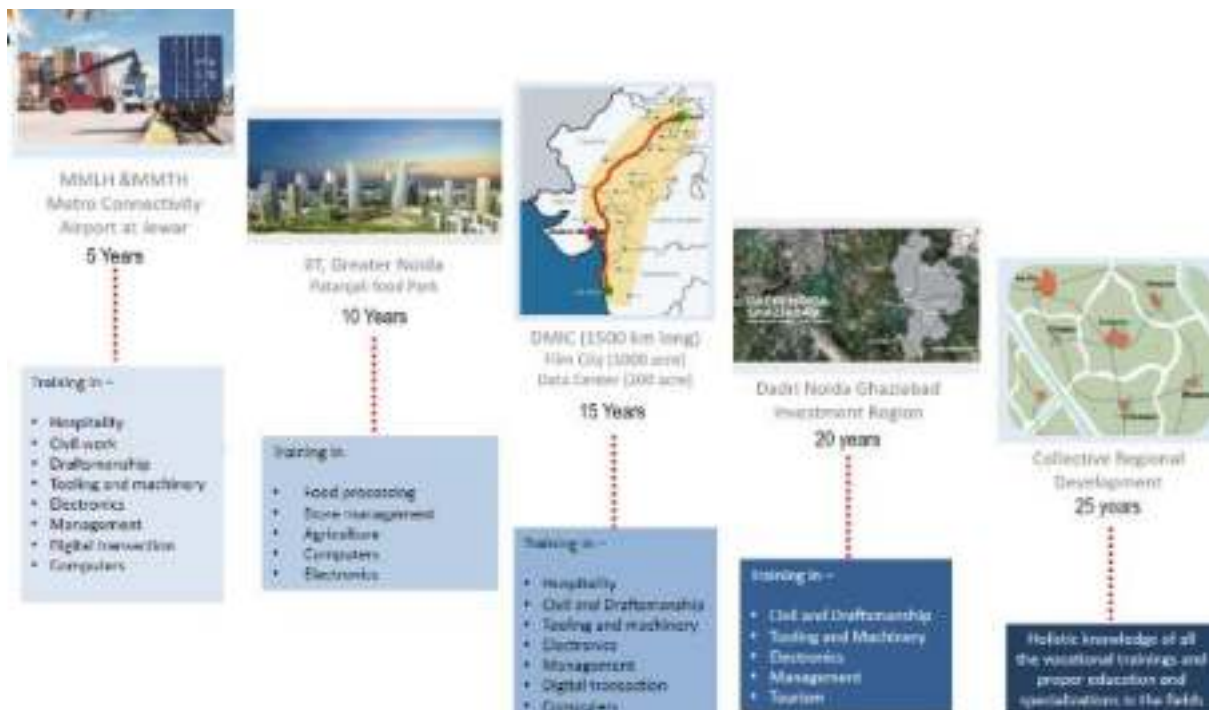 MMLH &MMTH
Metro Connectivity
Airport at Jewar
5 Years
Training in –
• Hospitality
• Civil work
• Draftsmanship
• Tooling and machinery
• Electronics
• Management
• Digital transection
• Computers
IIT, Greater Noida
Patanjali food Park
10 Years
Training in
• Food processing
• Store management
• Agriculture
• Computers
• Electronics
DMIC (1500 km long)
Film City (1000 acre)
Data Center (200 acre)
15 Years
Training in –
• Hospitality
• Civil and Draftsmanship
• Tooling and machinery
• Electronics
• Management
• Digital transaction
• Computers
Dadri Noida Ghaziabad
Investment Region
20 years
Training in –
• Civil and Draftsmanship
• Tooling and Machinery
• Electronics
• Management
• Tourism
Collective Regional
Development
25 years
Holistic knowledge of all
the vocational trainings and
proper education and
specializations in the fields